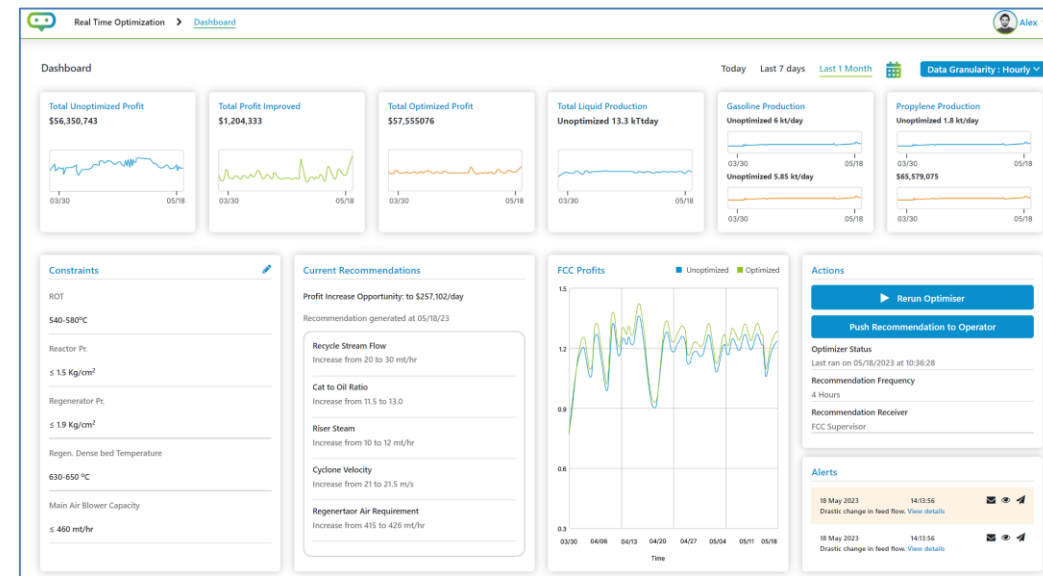 Real Time Optimization > Dashboard
Alex
Dashboard
Today Last 7 days Last 1 Month
Data Granularity : Hourly
Total Unoptimized Profit
$56,350,743
03/30 05/18
Total Profit Improved
$1,204,333
03/30 05/18
Total Optimized Profit
$57,555076
03/30 05/18
Total Liquid Production
Unoptimized 13.3 kTtday
03/30 05/18
Gasoline Production
Unoptimized 6 kt/day
03/30 05/18
Unoptimized 5.85 kt/day
03/30 05/18
Propylene Production
Unoptimized 1.8 kt/day
03/30 05/18
$65,579,075
03/30 05/18
Constraints
ROT
540-580⁰C
Reactor Pr.
≤ 1.5 Kg/cm²
Regenerator Pr.
≤ 1.9 Kg/cm²
Regen. Dense bed Temperature
630-650 ⁰C
Main Air Blower Capacity
≤ 460 mt/hr
Current Recommendations
Profit Increase Opportunity: to $257,102/day
Recommendation generated at 05/18/23
Recycle Stream Flow
Increase from 20 to 30 mt/hr
Cat to Oil Ratio
Increase from 11.5 to 13.0
Riser Steam
Increase from 10 to 12 mt/hr
Cyclone Velocity
Increase from 21 to 21.5 m/s
Regenertaor Air Requirement
Increase from 415 to 426 mt/hr
FCC Profits
Unoptimized Optimized
1.5
1.2
0.9
0.6
0.3
03/30 04/06 04/13 04/20 04/27 05/04 05/11 05/18
Time
Actions
Rerun Optimiser
Push Recommendation to Operator
Optimizer Status
Last ran on 05/18/2023 at 10:36:28
Recommendation Frequency
4 Hours
Recommendation Receiver
FCC Supervisor
Alerts
18 May 2023 14:13:56
Drastic change in feed flow. View details
18 May 2023 14:13:56
Drastic change in feed flow. View details